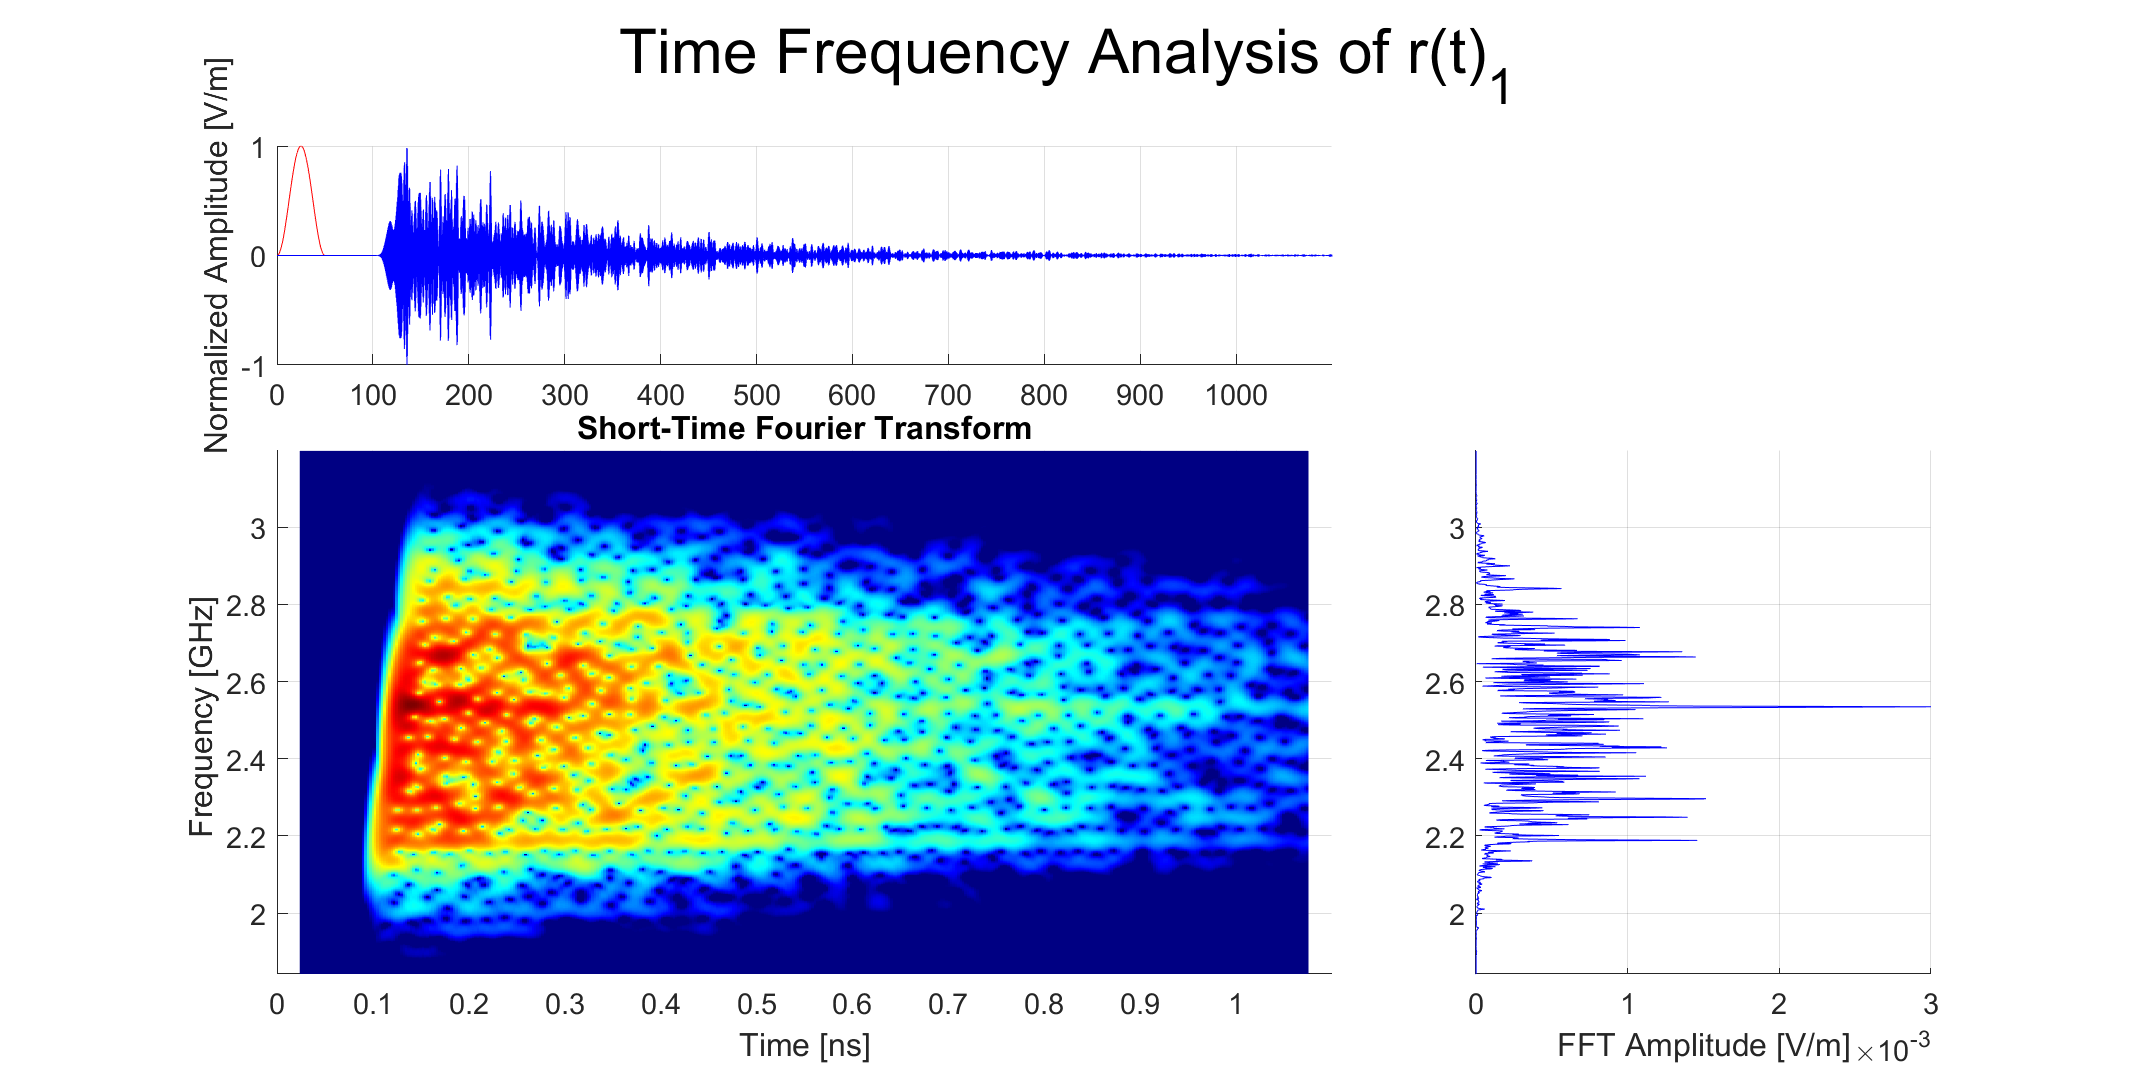 Time Frequency Analysis of r(t)₁
Normalized Amplitude [V/m]
1
0
-1
0 100 200 300 400 500 600 700 800 900 1000
Short-Time Fourier Transform
Frequency [GHz]
3
2.8
2.6
2.4
2.2
2
0 0.1 0.2 0.3 0.4 0.5 0.6 0.7 0.8 0.9 1
Time [ns]
3
2.8
2.6
2.4
2.2
2
0 1 2 3
FFT Amplitude [V/m] ×10⁻³